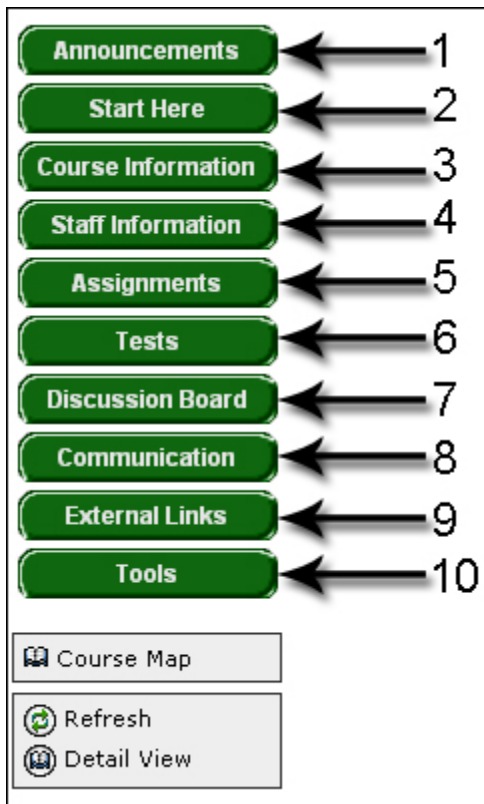 Announcements 1
Start Here 2
Course Information 3
Staff Information 4
Assignments 5
Tests 6
Discussion Board 7
Communication 8
External Links 9
Tools 10
Course Map
Refresh
Detail View